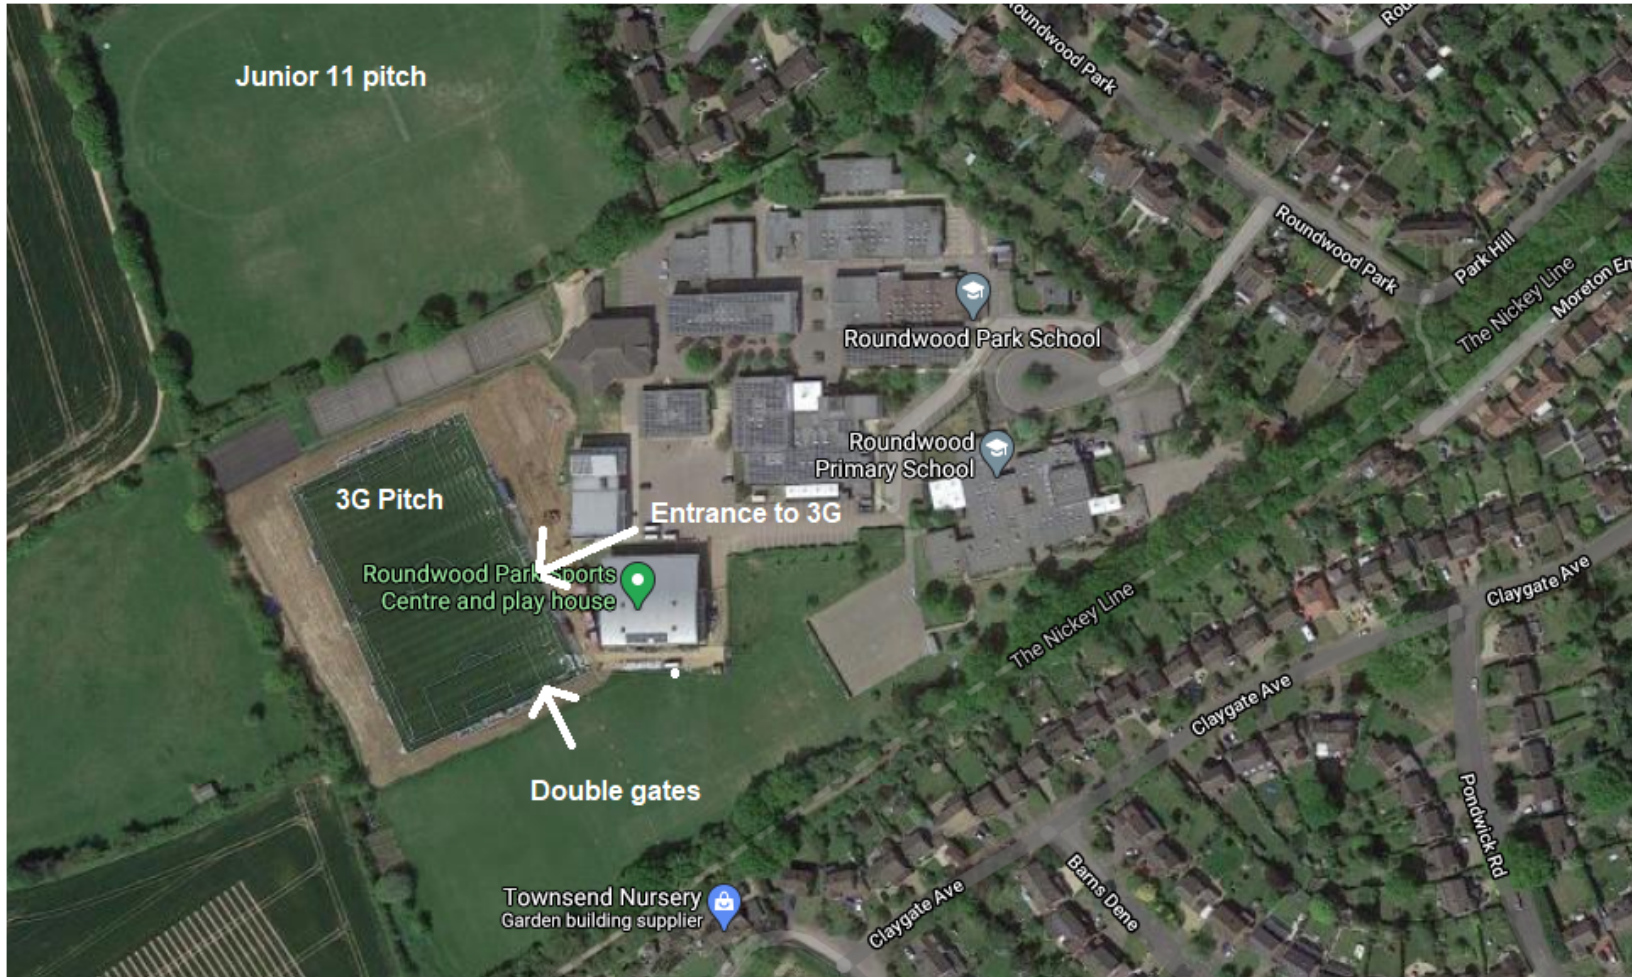 Junior 11 pitch
Roundwood Park
Rou
Roundwood Park
Park Hill
The Nickey Line
Moreton En
Roundwood Park School
Roundwood
Primary School
3G Pitch
Entrance to 3G
Roundwood Park Sports
Centre and play house
The Nickey Line
Claygate Ave
Claygate Ave
Double gates
Pondwick Rd
Barns Dene
Townsend Nursery
Garden building supplier
Claygate Ave